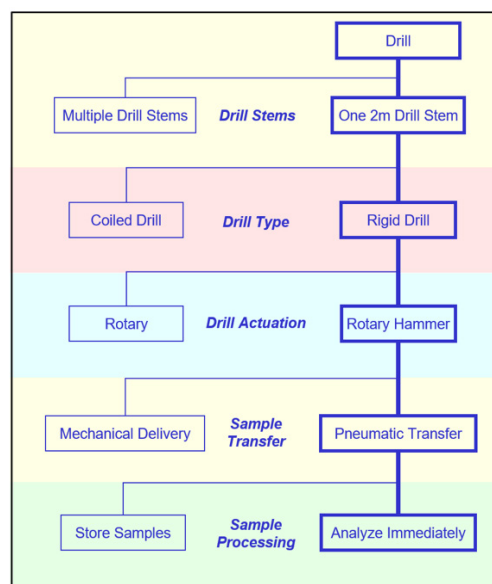 Drill
Multiple Drill Stems
Drill Stems
One 2m Drill Stem
Coiled Drill
Drill Type
Rigid Drill
Rotary
Drill Actuation
Rotary Hammer
Mechanical Delivery
Sample
Transfer
Pneumatic Transfer
Store Samples
Sample
Processing
Analyze Immediately